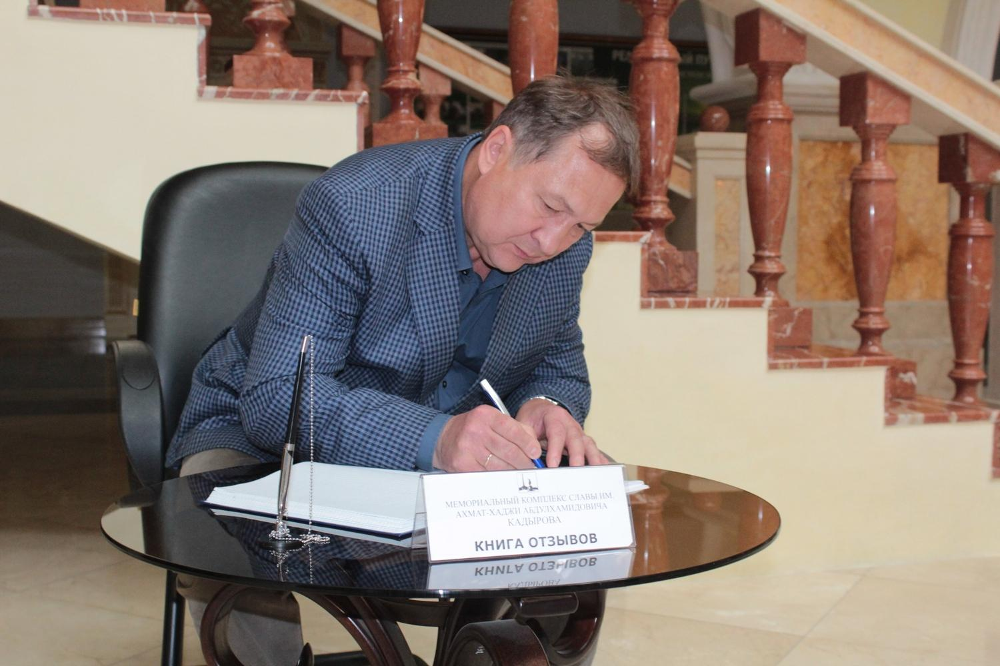 МЕМОРИАЛЬНЫЙ КОМПЛЕКС СЛАВЫ ИМ.
АХМАТ-ХАДЖИ АБДУЛХАМИДОВИЧА
КАДЫРОВА
КНИГА ОТЗЫВОВ